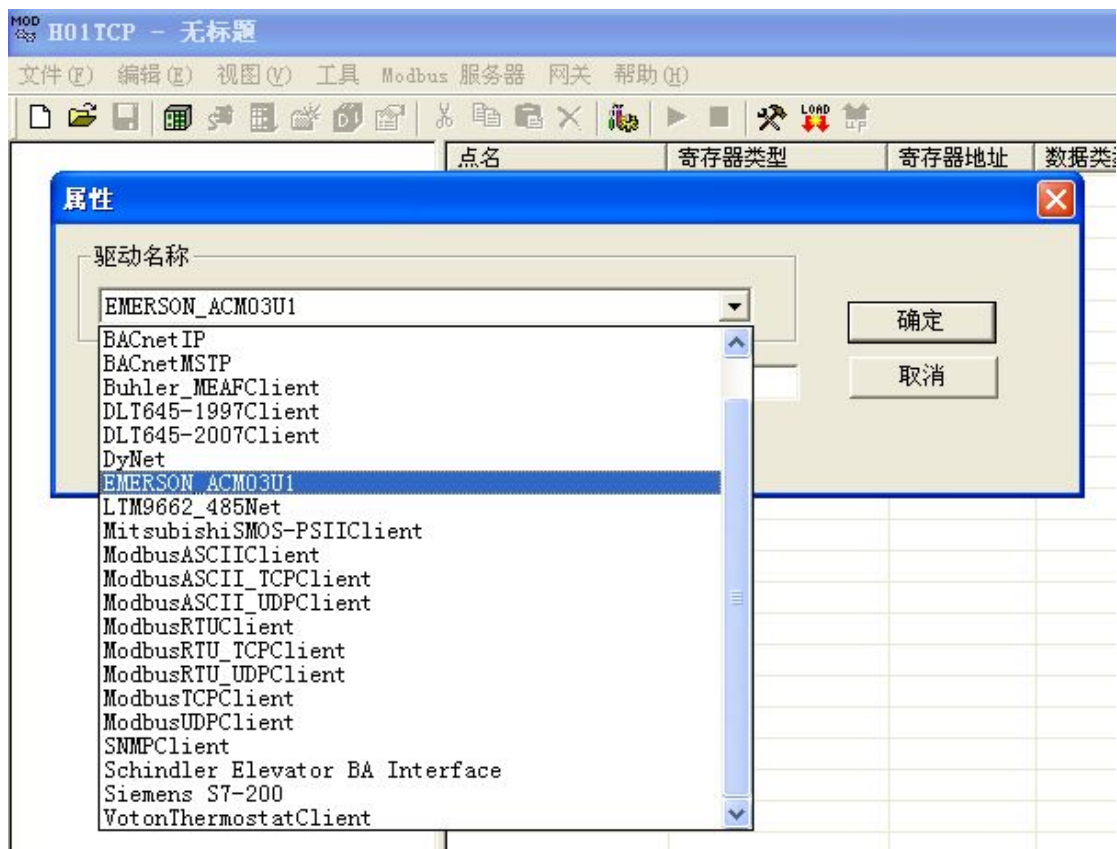 MOD
H01TCP - 无标题
文件(F) 编辑(E) 视图(V) 工具 Modbus 服务器 网关 帮助(H)
LOAD
UP
点名 寄存器类型 寄存器地址 数据类
属性
驱动名称
EMERSON_ACM03U1
确定
取消
BACnetIP
BACnetMSTP
Buhler_MEAFClient
DLT645-1997Client
DLT645-2007Client
DyNet
EMERSON_ACM03U1
LTM9662_485Net
MitsubishiSMOS-PSIIClient
ModbusASCIIClient
ModbusASCII_TCPClient
ModbusASCII_UDPClient
ModbusRTUClient
ModbusRTU_TCPClient
ModbusRTU_UDPClient
ModbusTCPClient
ModbusUDPClient
SNMPClient
Schindler Elevator BA Interface
Siemens S7-200
VotonThermostatClient